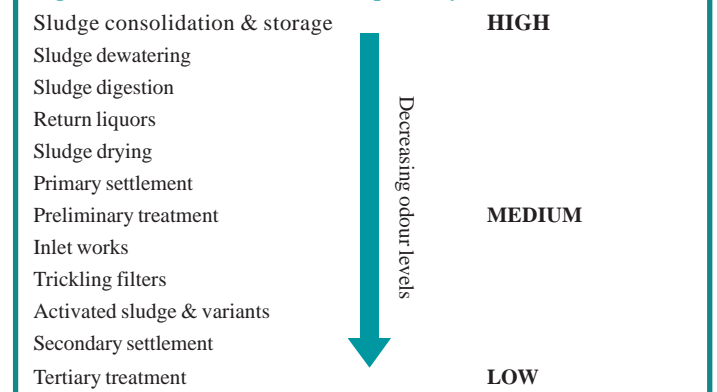 Sludge consolidation & storage HIGH
Sludge dewatering
Sludge digestion
Return liquors
Sludge drying
Primary settlement
Preliminary treatment MEDIUM
Inlet works
Trickling filters
Activated sludge & variants
Secondary settlement
Tertiary treatment LOW
Decreasing odour levels